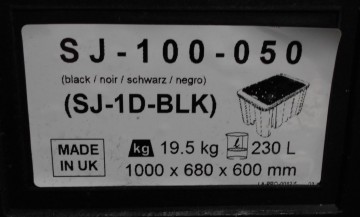 SJ-100-050
(black / noir / schwarz / negro)
(SJ-1D-BLK)
MADE
IN UK
kg 19.5 kg L 230 L
1000 x 680 x 600 mm